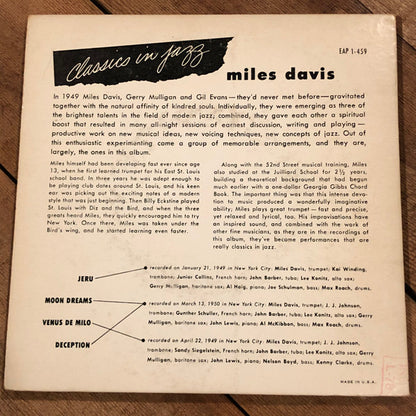 classics in jazz
EAP 1-459
miles davis
In 1949 Miles Davis, Gerry Mulligan and Gil Evans—they'd never met before—gravitated
together with the natural affinity of kindred souls. Individually, they were emerging as three of
the brightest talents in the field of modern jazz; combined, they gave each other a spiritual
boost that resulted in many all-night sessions of earnest discussion, writing and playing—
productive work on new musical ideas, new voicing techniques, new concepts of jazz. Out of
this enthusiastic experimenting came a group of memorable arrangements, and they are,
largely, the ones in this album.
Miles himself had been developing fast ever since age
13, when he first learned trumpet for his East St. Louis
school band. In three years he was adept enough to
be playing club dates around St. Louis, and his keen
ear was picking up the exciting notes of a modern
style that was just beginning. Then Billy Eckstine played
St. Louis with Diz and the Bird, and when the three
greats heard Miles, they quickly encouraged him to try
New York. Once there, Miles was taken under the
Bird's wing, and he started learning even faster.
Along with the 52nd Street musical training, Miles
also studied at the Juilliard School for 2½ years,
building a theoretical background that had begun
much earlier with a one-dollar Georgia Gibbs Chord
Book. The important thing was that this intense devo-
tion to music produced a wonderfully imaginative
ability; Miles plays great trumpet — fast and precise,
yet relaxed and lyrical, too. His improvisations have
an inspired sound, and combined with the work of
other fine musicians, as they are in the recordings of
this album, they've become performances that are
really classics in jazz.
JERU
MOON DREAMS
VENUS DE MILO
DECEPTION
recorded on January 21, 1949 in New York City: Miles Davis, trumpet; Kai Winding,
trombone; Junior Collins, French horn; John Barber, tuba; Lee Konitz, alto sax;
Gerry Mulligan, baritone sax; Al Haig, piano; Joe Schulman, bass; Max Roach, drums.
recorded on March 13, 1950 in New York City: Miles Davis, trumpet; J. J. Johnson,
trombone; Gunther Schuller, French horn; John Barber, tuba; Lee Konitz, alto sax; Gerry
Mulligan, baritone sax; John Lewis, piano; Al McKibbon, bass; Max Roach, drums.
recorded on April 22, 1949 in New York City: Miles Davis, trumpet; J. J. Johnson,
trombone; Sandy Siegelstein, French horn; John Barber, tuba; Lee Konitz, alto sax; Gerry
Mulligan, baritone sax; John Lewis, piano; Nelson Boyd, bass; Kenny Clarke, drums.
MADE IN U.S.A.